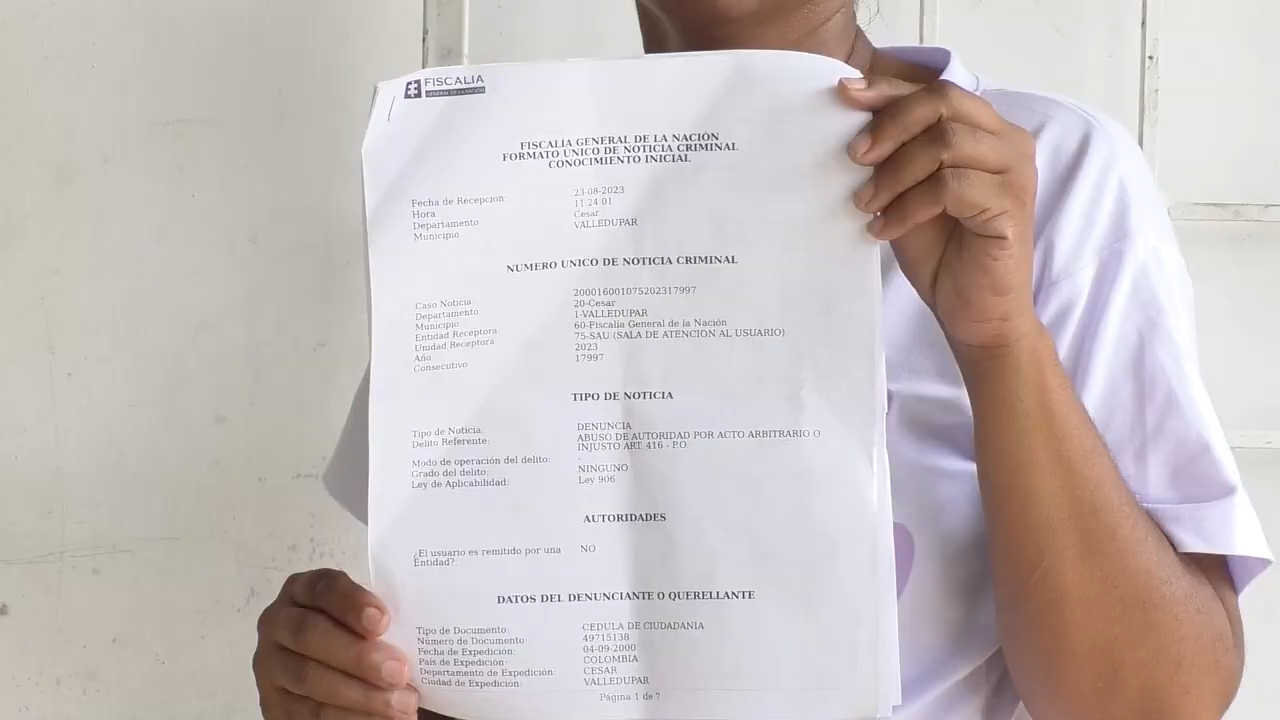 FISCALIA
GENERAL DE LA NACIÓN
FISCALÍA GENERAL DE LA NACIÓN
FORMATO UNICO DE NOTICIA CRIMINAL
CONOCIMIENTO INICIAL
Fecha de Recepcion: 23-08-2023
Hora 11:24:01
Departamento Cesar
Municipio VALLEDUPAR
NUMERO UNICO DE NOTICIA CRIMINAL
Caso Noticia 200016001075202317997
Departamento 20-Cesar
Municipio 1-VALLEDUPAR
Entidad Receptora 60-Fiscalía General de la Nación
Unidad Receptora 75-SAU (SALA DE ATENCIÓN AL USUARIO)
Año 2023
Consecutivo 17997
TIPO DE NOTICIA
Tipo de Noticia: DENUNCIA
Delito Referente: ABUSO DE AUTORIDAD POR ACTO ARBITRARIO O
INJUSTO ART. 416 - P.O.
Modo de operación del delito: -
Grado del delito: NINGUNO
Ley de Aplicabilidad: Ley 906
AUTORIDADES
¿El usuario es remitido por una NO
Entidad?:
DATOS DEL DENUNCIANTE O QUERELLANTE
Tipo de Documento: CEDULA DE CIUDADANIA
Número de Documento: 49715138
Fecha de Expedición: 04-09-2000
País de Expedición: COLOMBIA
Departamento de Expedición: CESAR
Ciudad de Expedición: VALLEDUPAR
Página 1 de 7